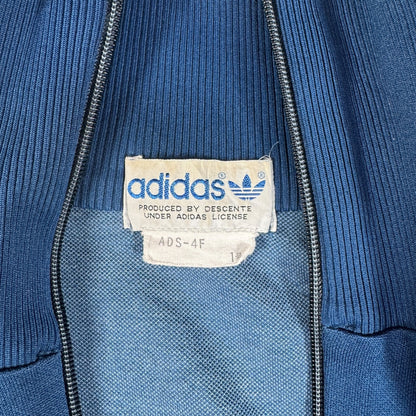 adidas®
PRODUCED BY DESCENTE
UNDER ADIDAS LICENSE
ADS-4F